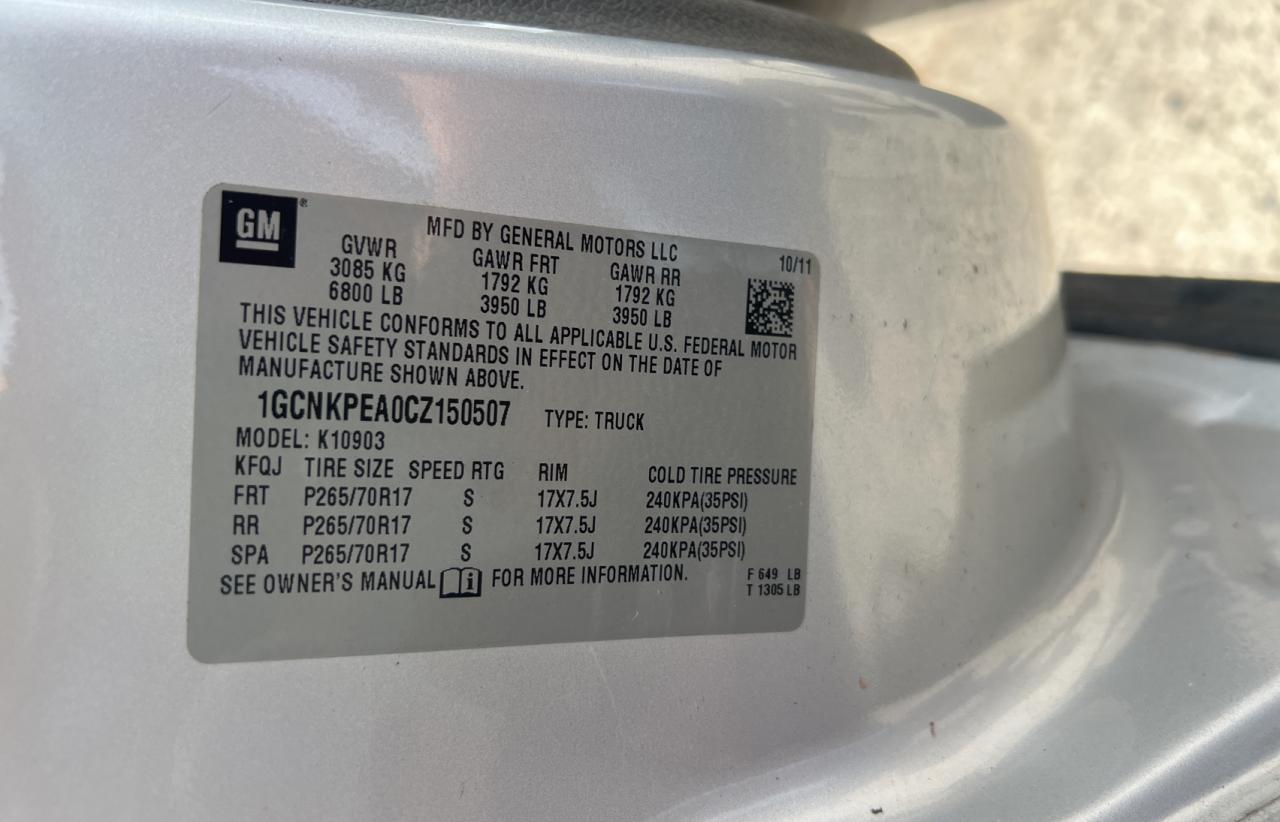 GM®
MFD BY GENERAL MOTORS LLC
10/11
GVWR GAWR FRT GAWR RR
3085 KG 1792 KG 1792 KG
6800 LB 3950 LB 3950 LB
THIS VEHICLE CONFORMS TO ALL APPLICABLE U.S. FEDERAL MOTOR
VEHICLE SAFETY STANDARDS IN EFFECT ON THE DATE OF
MANUFACTURE SHOWN ABOVE.
1GCNKPEA0CZ150507 TYPE: TRUCK
MODEL: K10903
KFQJ TIRE SIZE SPEED RTG RIM COLD TIRE PRESSURE
FRT P265/70R17 S 17X7.5J 240KPA(35PSI)
RR P265/70R17 S 17X7.5J 240KPA(35PSI)
SPA P265/70R17 S 17X7.5J 240KPA(35PSI)
SEE OWNER'S MANUAL i FOR MORE INFORMATION.
F 649 LB
T 1305 LB